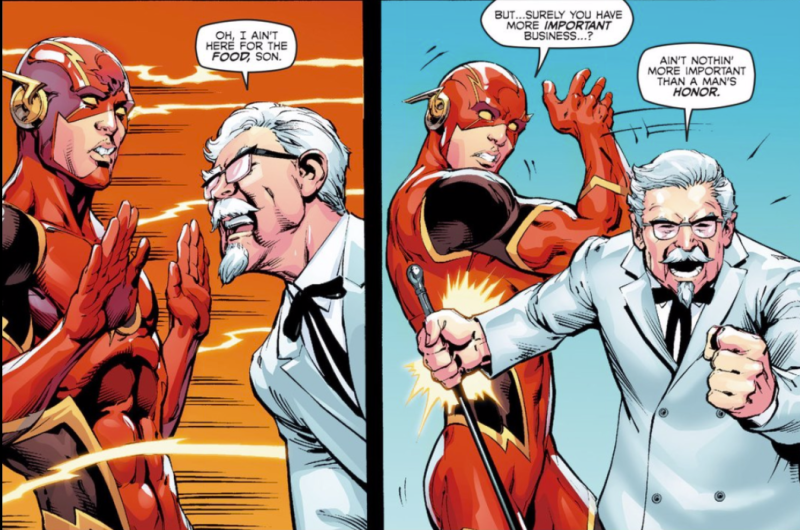 OH, I AIN'T
HERE FOR THE
FOOD, SON.
BUT...SURELY YOU HAVE
MORE IMPORTANT
BUSINESS...?
AIN'T NOTHIN'
MORE IMPORTANT
THAN A MAN'S
HONOR.